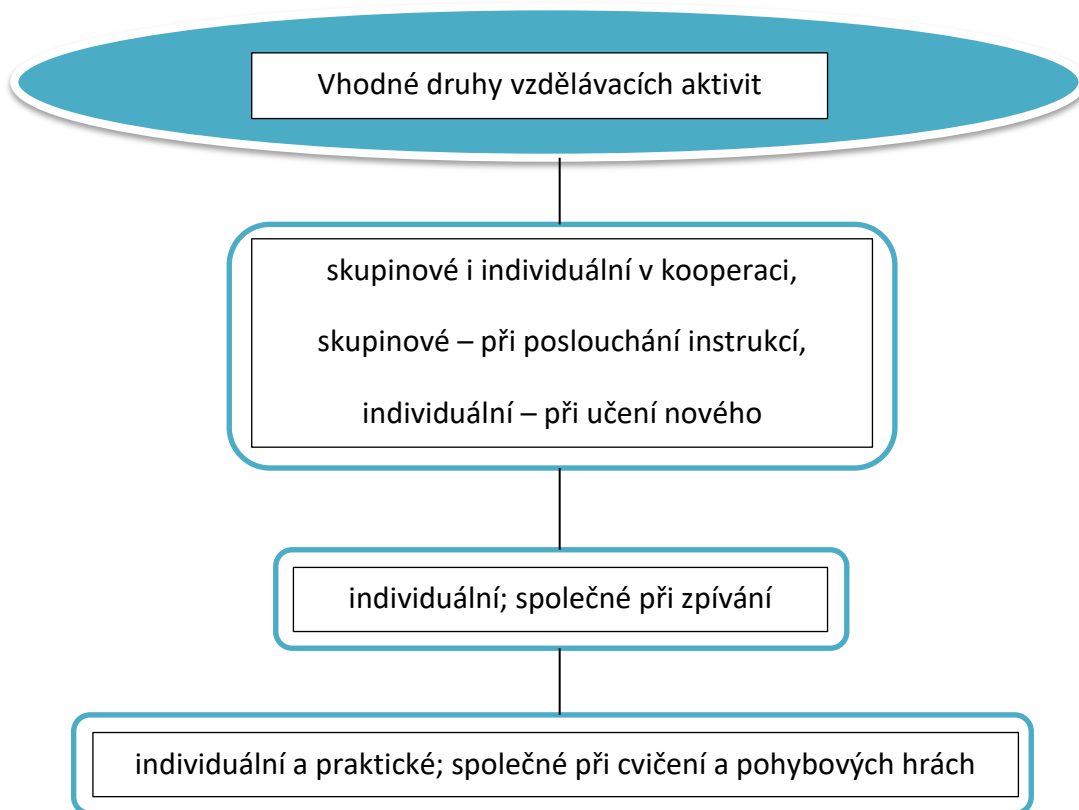 Vhodné druhy vzdělávacích aktivit
skupinové i individuální v kooperaci,
skupinové – při poslouchání instrukcí,
individuální – při učení nového
individuální; společné při zpívání
individuální a praktické; společné při cvičení a pohybových hrách